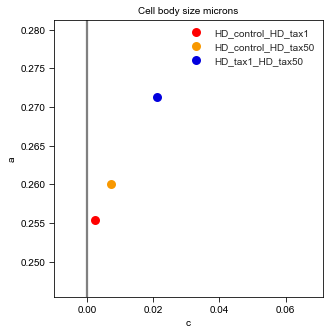 Cell body size microns
HD_control_HD_tax1
HD_control_HD_tax50
HD_tax1_HD_tax50
0.280
0.275
0.270
0.265
0.260
0.255
0.250
a
0.00 0.02 0.04 0.06
c